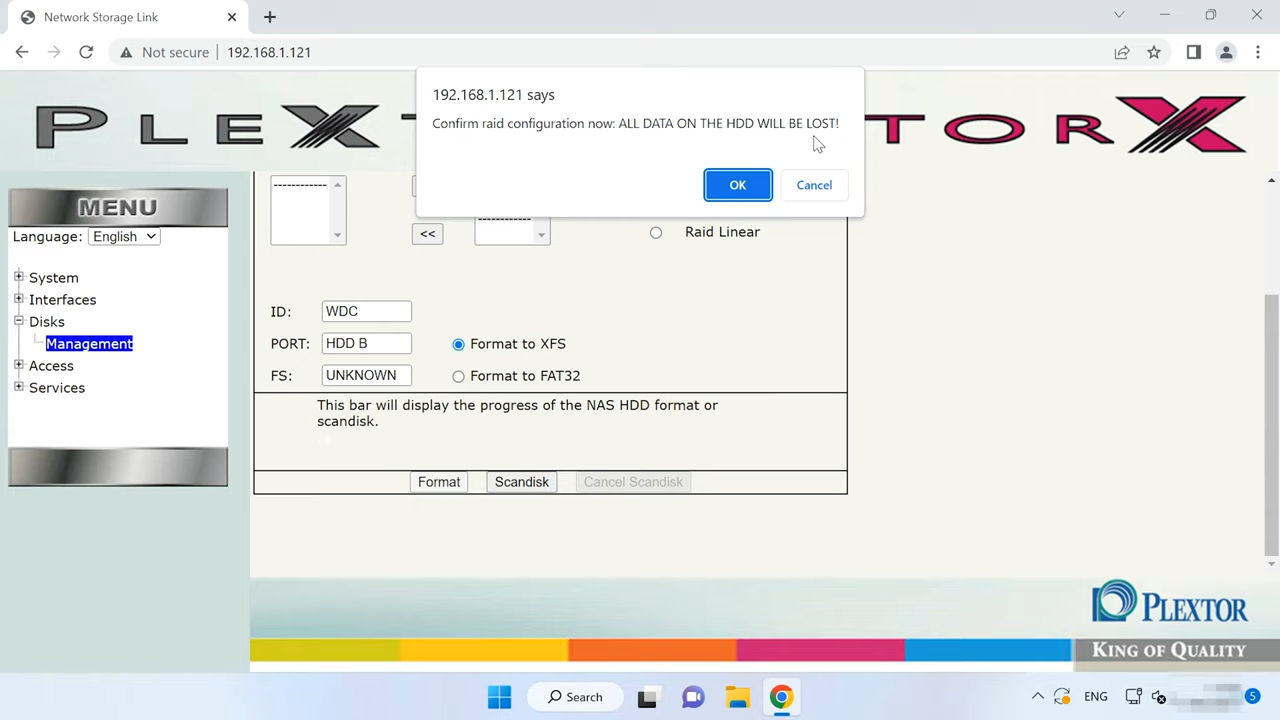 Network Storage Link
Not secure
192.168.1.121
192.168.1.121 says
Confirm raid configuration now: ALL DATA ON THE HDD WILL BE LOST!
OK
Cancel
PLEXTOR
MENU
Language: English
System
Interfaces
Disks
Management
Access
Services
------------
<<
------------
Raid Linear
ID: WDC
PORT: HDD B
Format to XFS
FS: UNKNOWN
Format to FAT32
This bar will display the progress of the NAS HDD format or
scandisk.
Format
Scandisk
Cancel Scandisk
PLEXTOR
KING OF QUALITY
Search
ENG
5